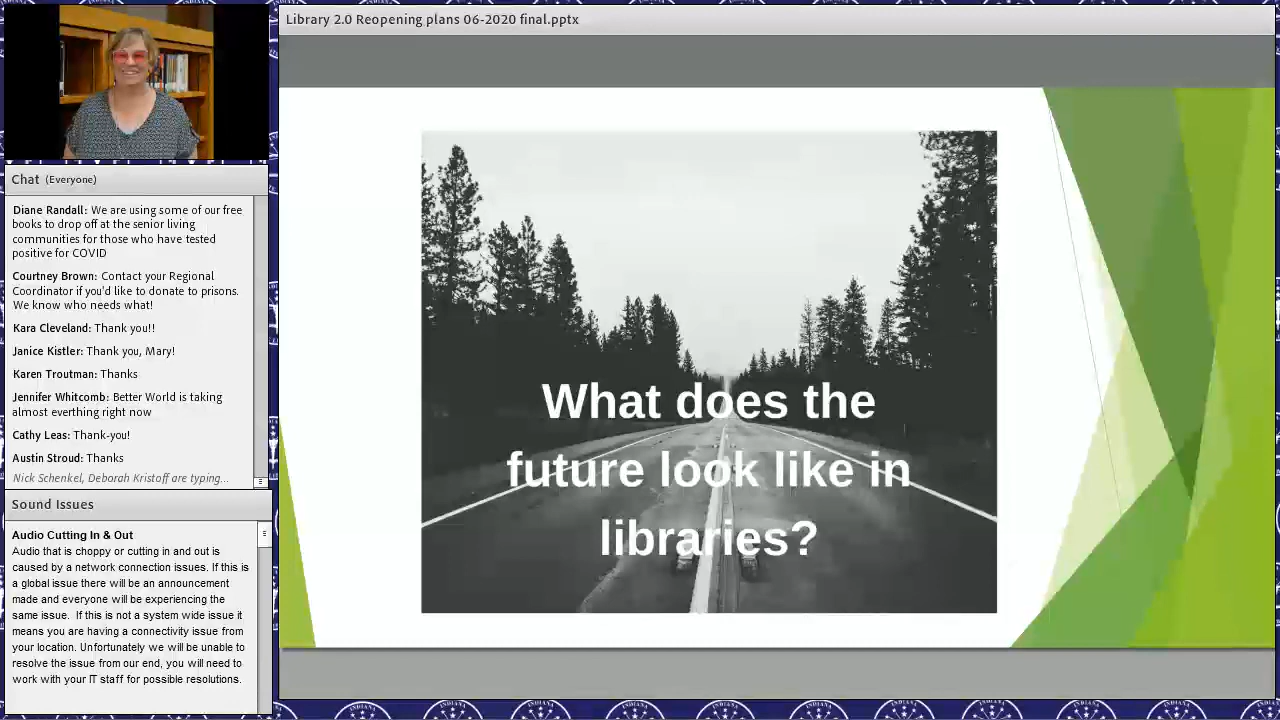 Library 2.0 Reopening plans 06-2020 final.pptx
Chat (Everyone)
Diane Randall: We are using some of our free
books to drop off at the senior living
communities for those who have tested
positive for COVID
Courtney Brown: Contact your Regional
Coordinator if you'd like to donate to prisons.
We know who needs what!
Kara Cleveland: Thank you!!
Janice Kistler: Thank you, Mary!
Karen Troutman: Thanks
Jennifer Whitcomb: Better World is taking
almost everthing right now
Cathy Leas: Thank-you!
Austin Stroud: Thanks
Nick Schenkel, Deborah Kristoff are typing...
Sound Issues
Audio Cutting In & Out
Audio that is choppy or cutting in and out is
caused by a network connection issues. If this is
a global issue there will be an announcement
made and everyone will be experiencing the
same issue.  If this is not a system wide issue it
means you are having a connectivity issue from
your location. Unfortunately we will be unable to
resolve the issue from our end, you will need to
work with your IT staff for possible resolutions.
What does the
future look like in
libraries?
INDIANA
INDIANA
INDIANA
INDIANA
INDIANA
INDIANA
INDIANA
INDIANA
INDIANA